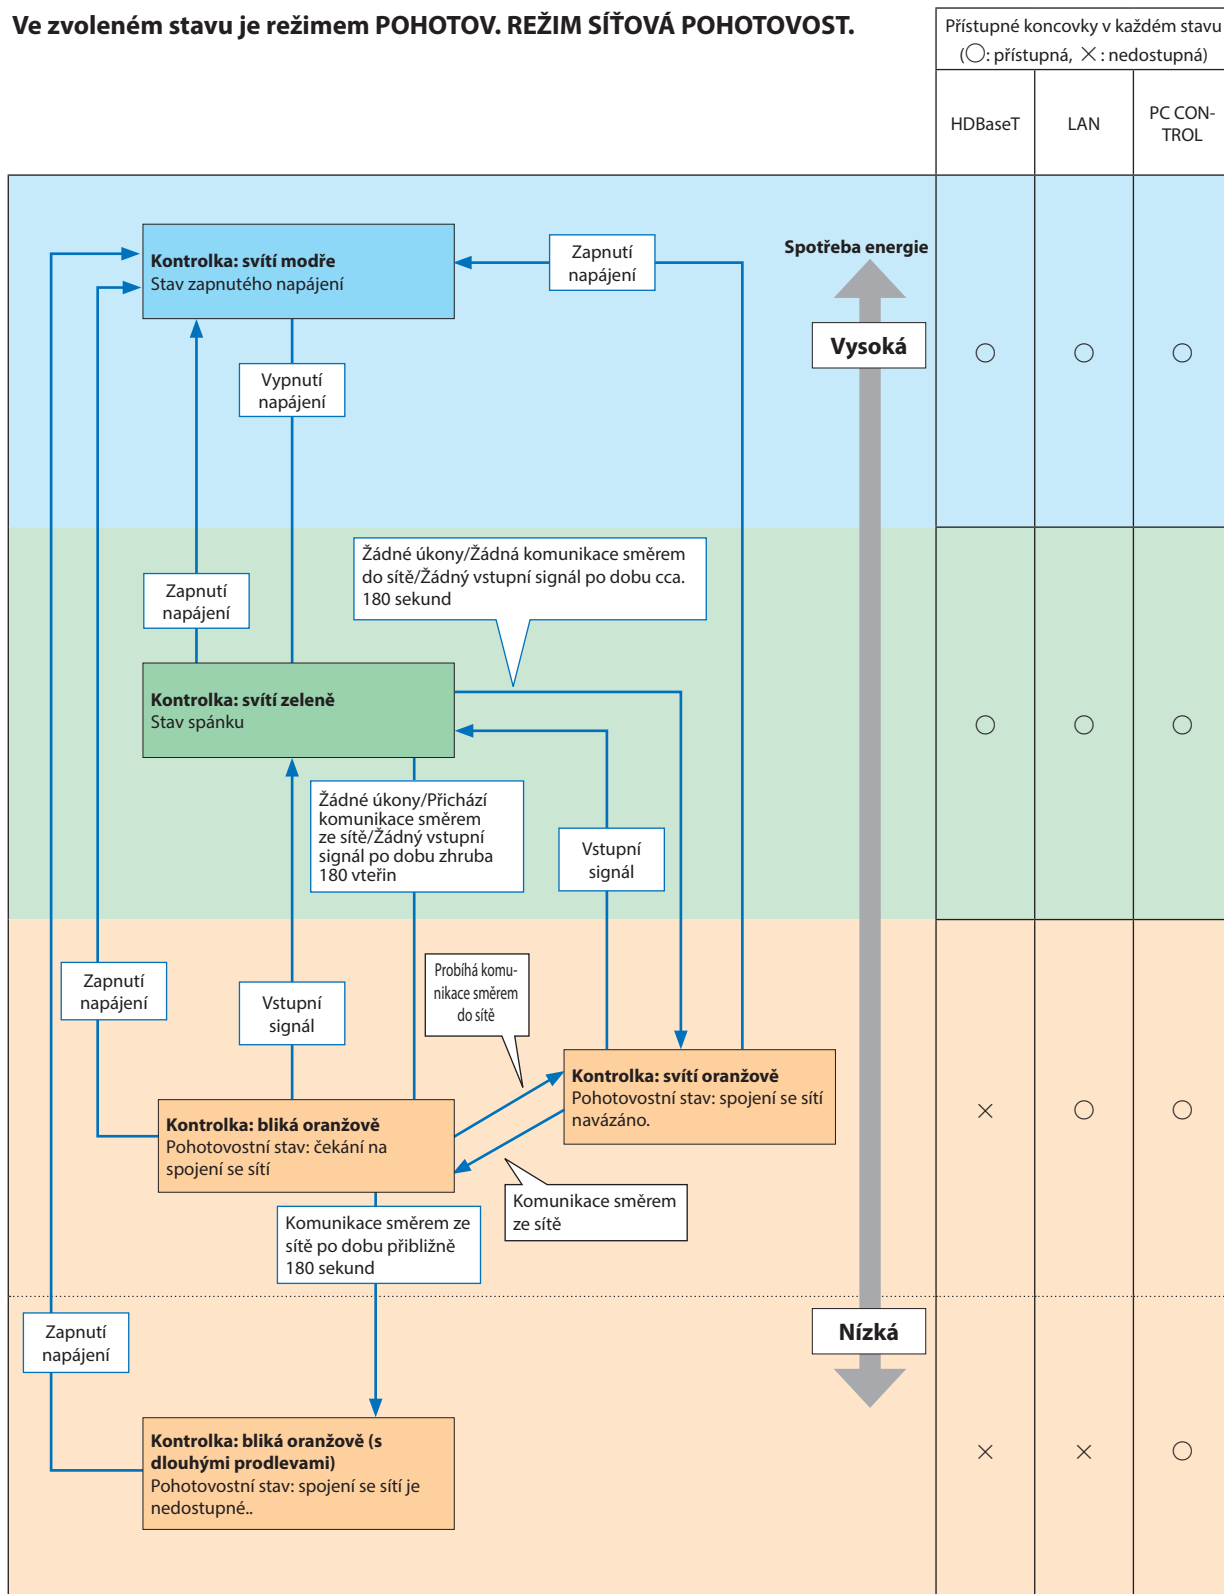 Ve zvoleném stavu je režimem POHOTOV. REŽIM SÍŤOVÁ POHOTOVOST.
Přístupné koncovky v každém stavu
(○: přístupná, ×: nedostupná)
HDBaseT
LAN
PC CON-
TROL
Kontrolka: svítí modře
Stav zapnutého napájení
Zapnutí
napájení
Spotřeba energie
Vysoká
○ ○ ○
Vypnutí
napájení
Žádné úkony/Žádná komunikace směrem
do sítě/Žádný vstupní signál po dobu cca.
180 sekund
Zapnutí
napájení
Kontrolka: svítí zeleně
Stav spánku
○ ○ ○
Žádné úkony/Přichází
komunikace směrem
ze sítě/Žádný vstupní
signál po dobu zhruba
180 vteřin
Vstupní
signál
Zapnutí
napájení
Vstupní
signál
Probíhá komu-
nikace směrem
do sítě
Kontrolka: svítí oranžově
Pohotovostní stav: spojení se sítí
navázáno.
× ○ ○
Kontrolka: bliká oranžově
Pohotovostní stav: čekání na
spojení se sítí
Komunikace směrem
ze sítě
Komunikace směrem ze
sítě po dobu přibližně
180 sekund
Zapnutí
napájení
Nízká
Kontrolka: bliká oranžově (s
dlouhými prodlevami)
Pohotovostní stav: spojení se sítí je
nedostupné..
× × ○